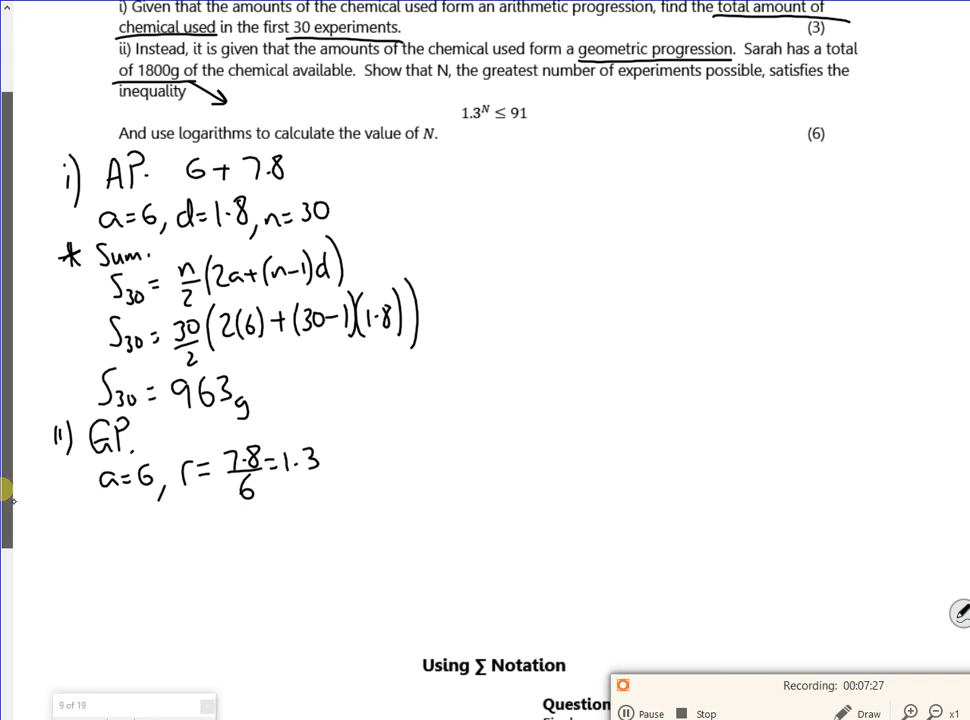 i) Given that the amounts of the chemical used form an arithmetic progression, find the total amount of
chemical used in the first 30 experiments. (3)
ii) Instead, it is given that the amounts of the chemical used form a geometric progression. Sarah has a total
of 1800g of the chemical available. Show that N, the greatest number of experiments possible, satisfies the
inequality
1.3^N ≤ 91
And use logarithms to calculate the value of N. (6)
i) AP. 6 + 7.8
a=6, d=1.8, n=30
* Sum.
S₃₀ = n/2 (2a+(n-1)d)
S₃₀ = 30/2 (2(6)+(30-1)(1.8))
S₃₀ = 963g
ii) GP.
a=6, r= 7.8/6 =1.3
Using ∑ Notation
Question
9 of 19
Recording: 00:07:27
Pause Stop Draw x1